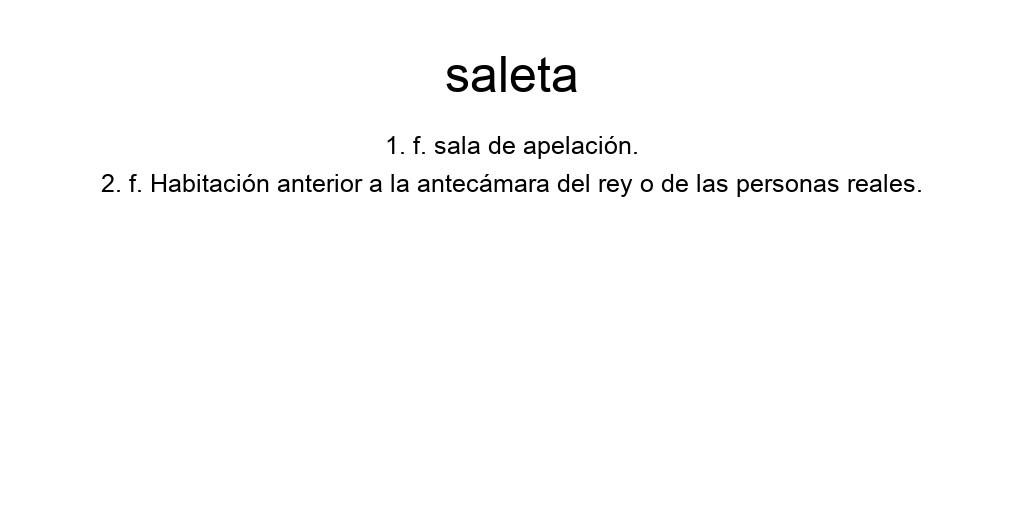 saleta
1. f. sala de apelación.
2. f. Habitación anterior a la antecámara del rey o de las personas reales.